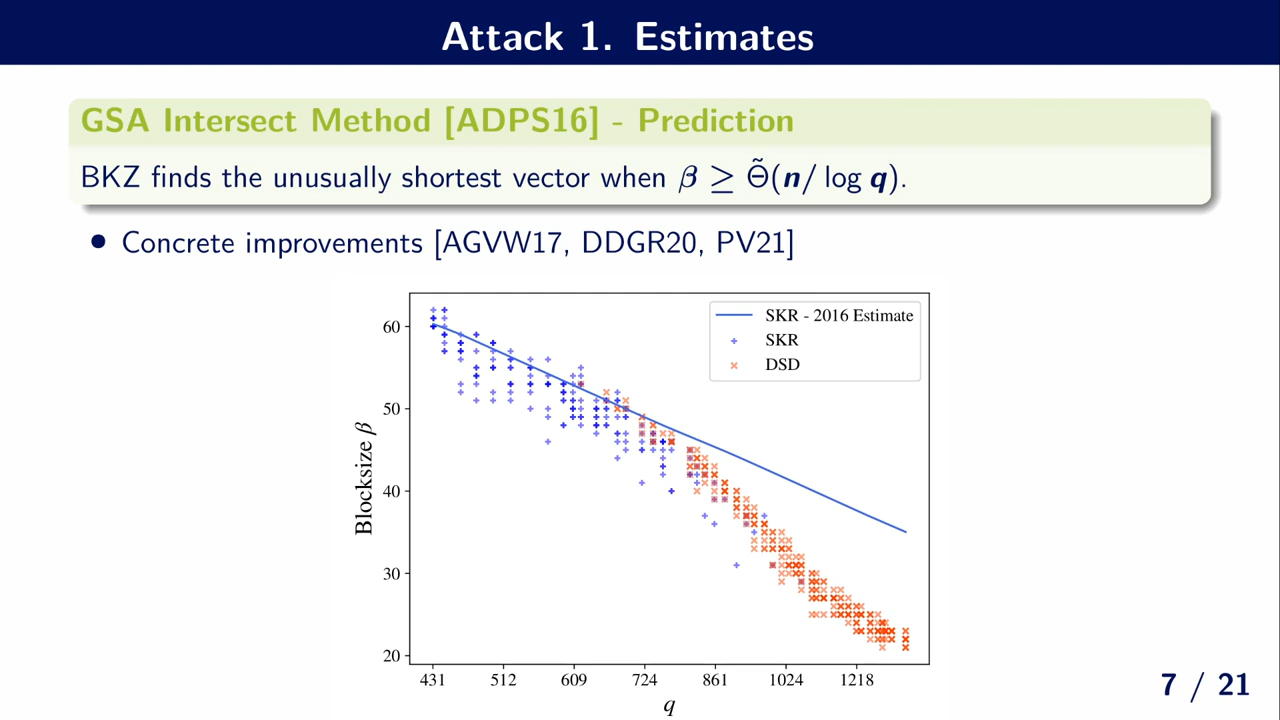 Attack 1. Estimates
GSA Intersect Method [ADPS16] - Prediction
BKZ finds the unusually shortest vector when β ≥ Θ̃(n/ log q).
• Concrete improvements [AGVW17, DDGR20, PV21]
SKR - 2016 Estimate
SKR
DSD
60
50
40
30
20
Blocksize β
431 512 609 724 861 1024 1218
q
7 / 21